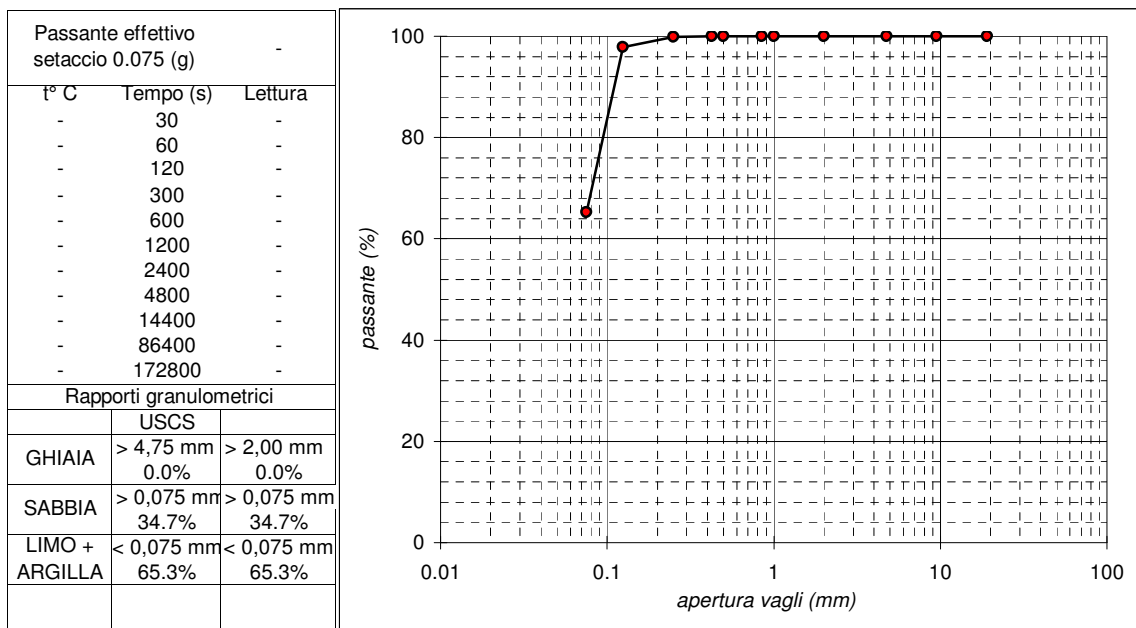 Passante effettivo
setaccio 0.075 (g)
-
t° C Tempo (s) Lettura
- 30 -
- 60 -
- 120 -
- 300 -
- 600 -
- 1200 -
- 2400 -
- 4800 -
- 14400 -
- 86400 -
- 172800 -
Rapporti granulometrici
USCS
GHIAIA
> 4,75 mm > 2,00 mm
0.0% 0.0%
SABBIA
> 0,075 mm > 0,075 mm
34.7% 34.7%
LIMO +
ARGILLA
< 0,075 mm < 0,075 mm
65.3% 65.3%
passante (%)
100
80
60
40
20
0
0.01 0.1 1 10 100
apertura vagli (mm)